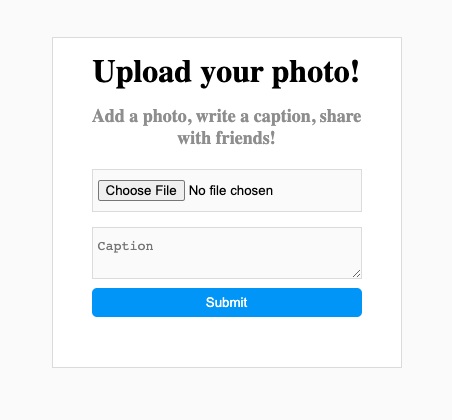 Upload your photo!
Add a photo, write a caption, share
with friends!
Choose File No file chosen
Caption
Submit